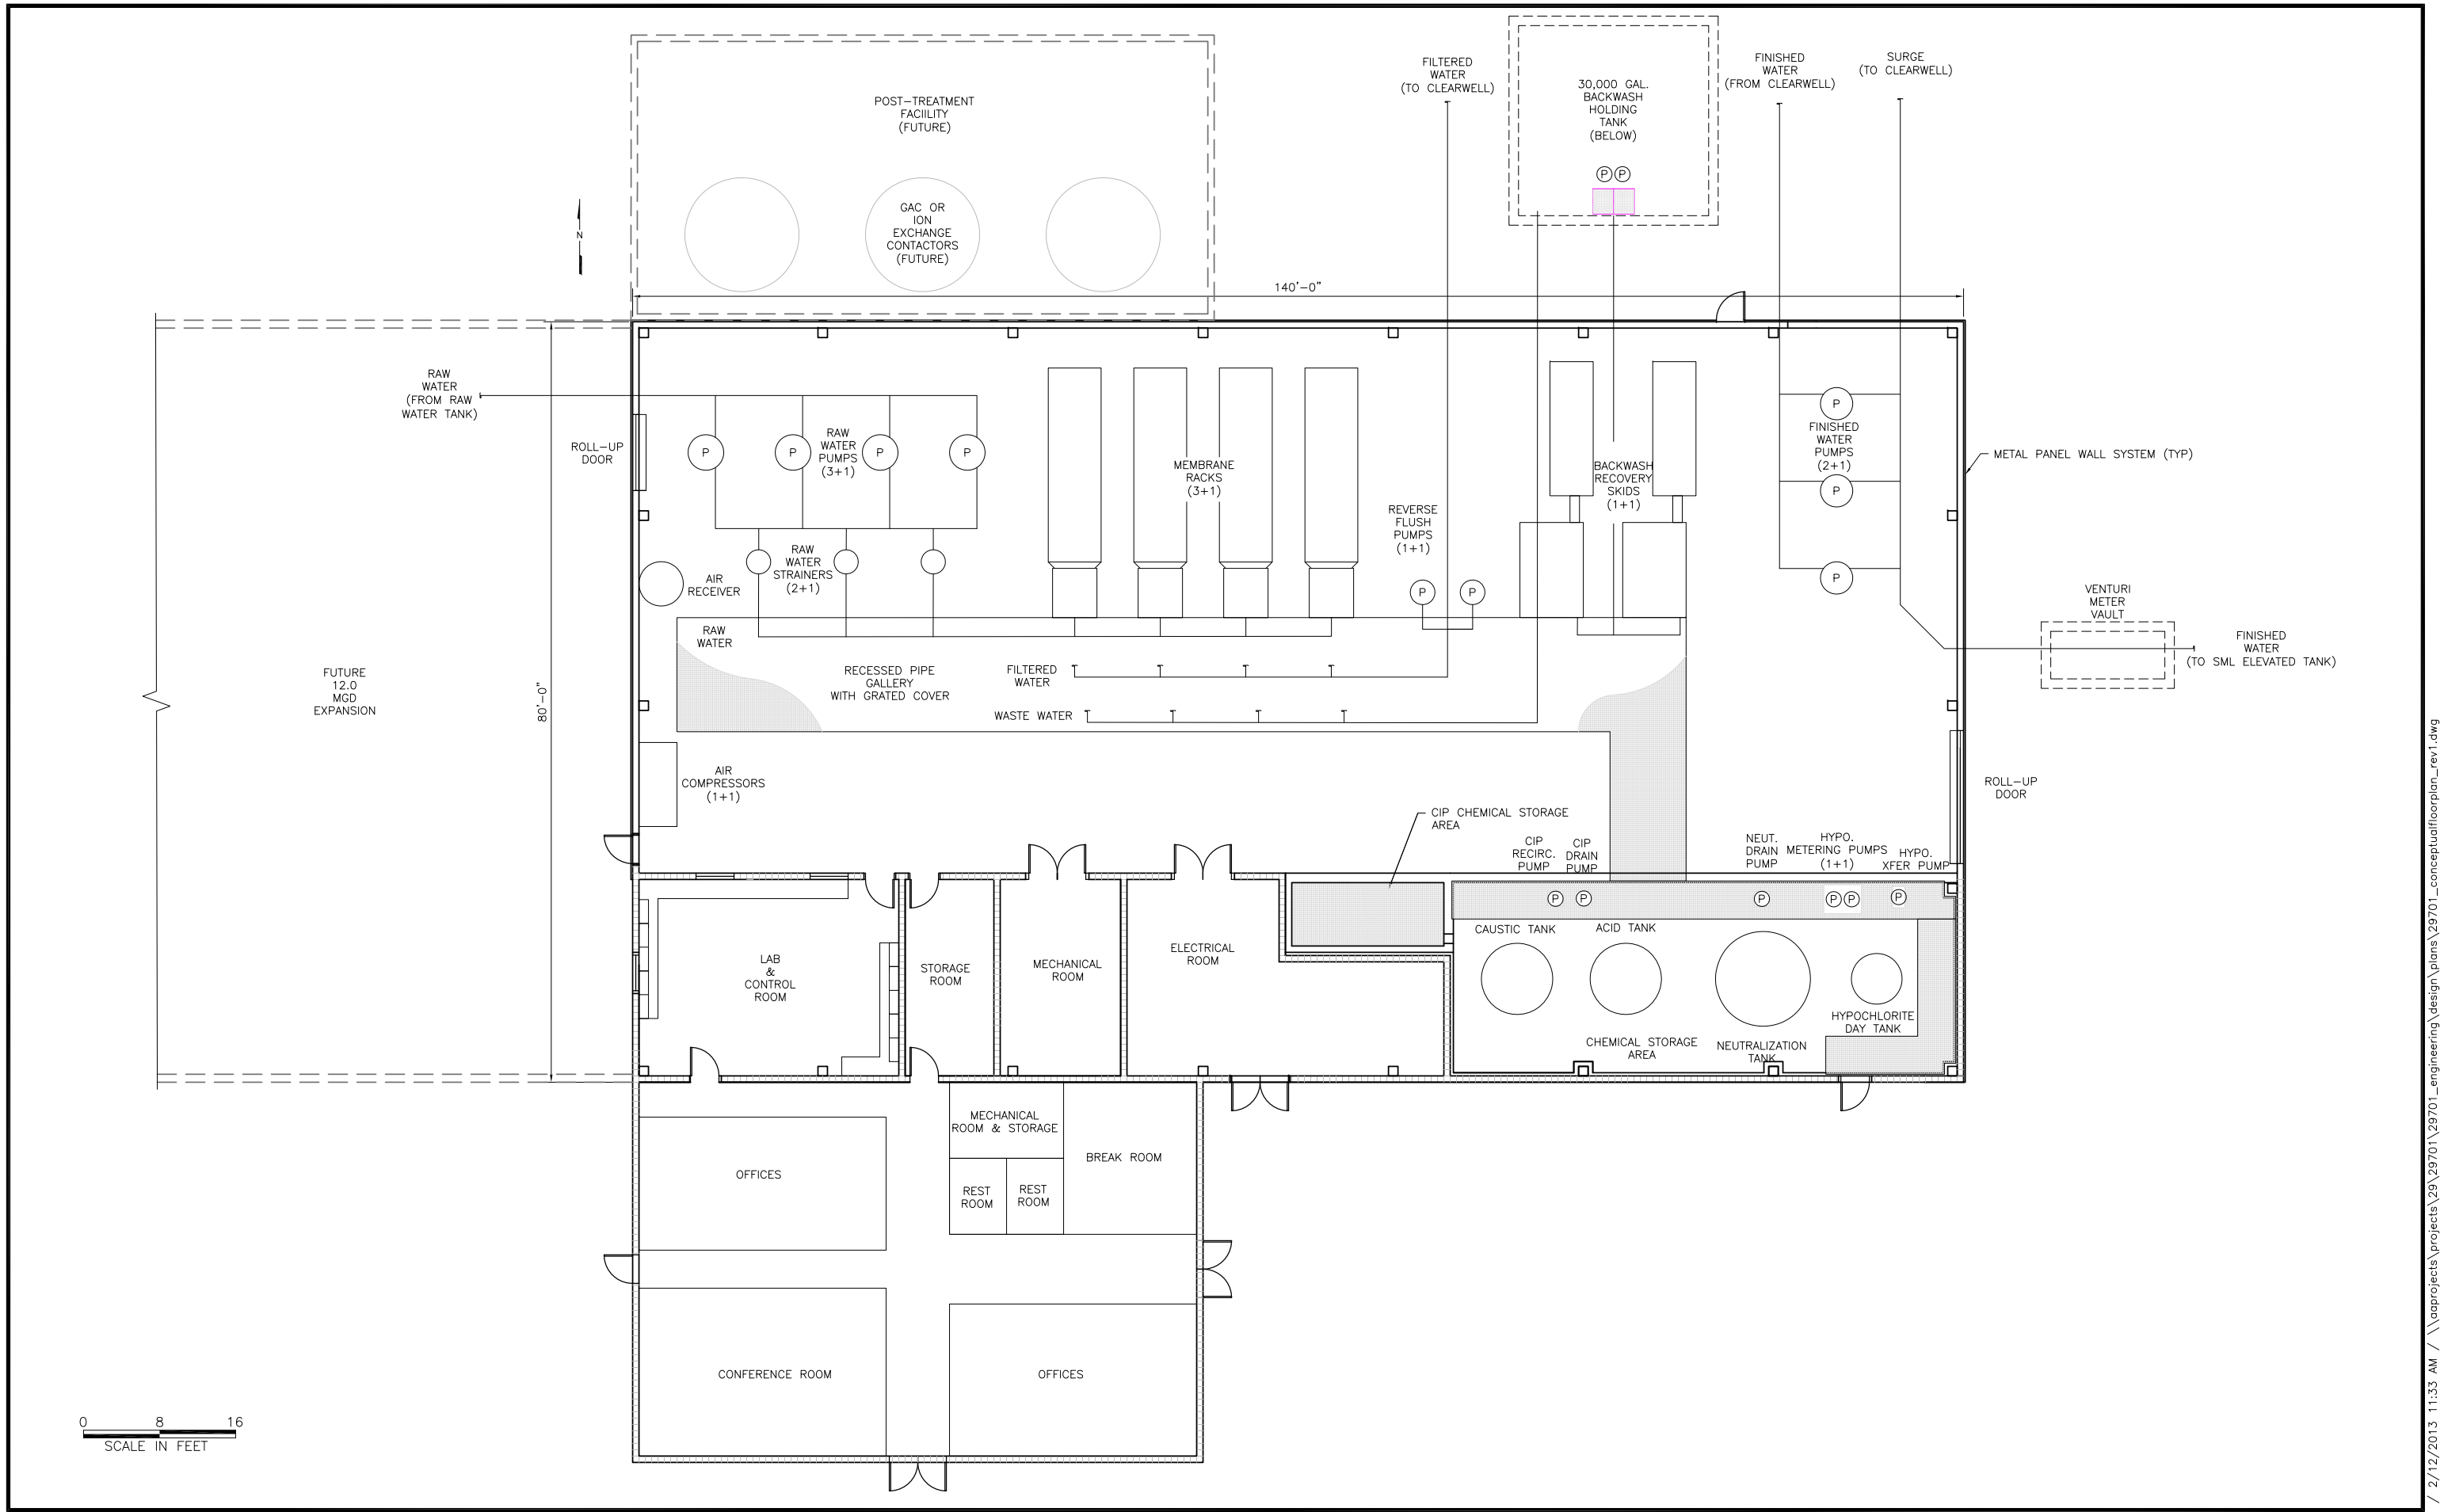 POST-TREATMENT
FACIILITY
(FUTURE)
GAC OR
ION
EXCHANGE
CONTACTORS
(FUTURE)
N
FILTERED
WATER
(TO CLEARWELL)
30,000 GAL.
BACKWASH
HOLDING
TANK
(BELOW)
P
P
FINISHED
WATER
(FROM CLEARWELL)
SURGE
(TO CLEARWELL)
140'-0"
RAW
WATER
(FROM RAW
WATER TANK)
ROLL-UP
DOOR
P
P
RAW
WATER
PUMPS
(3+1)
P
P
MEMBRANE
RACKS
(3+1)
BACKWASH
RECOVERY
SKIDS
(1+1)
P
FINISHED
WATER
PUMPS
(2+1)
P
P
METAL PANEL WALL SYSTEM (TYP)
REVERSE
FLUSH
PUMPS
(1+1)
P
P
RAW
WATER
STRAINERS
(2+1)
AIR
RECEIVER
RAW
WATER
VENTURI
METER
VAULT
FINISHED
WATER
(TO SML ELEVATED TANK)
RECESSED PIPE
GALLERY
WITH GRATED COVER
FILTERED
WATER
WASTE WATER
FUTURE
12.0
MGD
EXPANSION
80'-0"
AIR
COMPRESSORS
(1+1)
ROLL-UP
DOOR
CIP CHEMICAL STORAGE
AREA
CIP
RECIRC.
PUMP
CIP
DRAIN
PUMP
NEUT.
DRAIN
PUMP
HYPO.
METERING PUMPS
(1+1)
HYPO.
XFER PUMP
P
P
P
P
P
P
CAUSTIC TANK
ACID TANK
LAB
&
CONTROL
ROOM
STORAGE
ROOM
MECHANICAL
ROOM
ELECTRICAL
ROOM
HYPOCHLORITE
DAY TANK
CHEMICAL STORAGE
AREA
NEUTRALIZATION
TANK
MECHANICAL
ROOM & STORAGE
OFFICES
REST
ROOM
REST
ROOM
BREAK ROOM
CONFERENCE ROOM
OFFICES
0 8 16
SCALE IN FEET
/ 2/12/2013 11:33 AM / \\aaprojects\projects\29\29701\29701_engineering\design\plans\29701_conceptualfloorplan_rev1.dwg